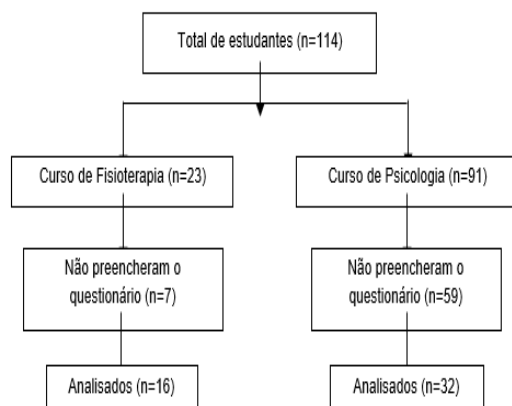 Total de estudantes (n=114)
Curso de Fisioterapia (n=23)
Curso de Psicologia (n=91)
Não preencheram o
questionário (n=7)
Não preencheram o
questionário (n=59)
Analisados (n=16)
Analisados (n=32)